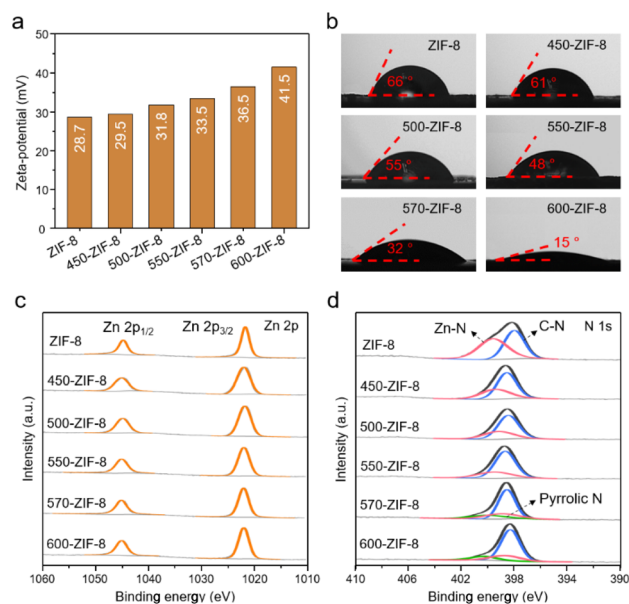 a
Zeta-potential (mV)
50
40
30
20
10
0
28.7
29.5
31.8
33.5
36.5
41.5
ZIF-8
450-ZIF-8
500-ZIF-8
550-ZIF-8
570-ZIF-8
600-ZIF-8
b
ZIF-8
66 °
450-ZIF-8
61 °
500-ZIF-8
55 °
550-ZIF-8
48 °
570-ZIF-8
32 °
600-ZIF-8
15 °
c
Zn 2p1/2
Zn 2p3/2
Zn 2p
ZIF-8
450-ZIF-8
500-ZIF-8
550-ZIF-8
570-ZIF-8
600-ZIF-8
Intensity (a.u.)
1060 1050 1040 1030 1020 1010
Binding energy (eV)
d
Zn-N
C-N
N 1s
ZIF-8
450-ZIF-8
500-ZIF-8
550-ZIF-8
570-ZIF-8
Pyrrolic N
600-ZIF-8
Intensity (a.u.)
410 406 402 398 394 390
Binding energy (eV)